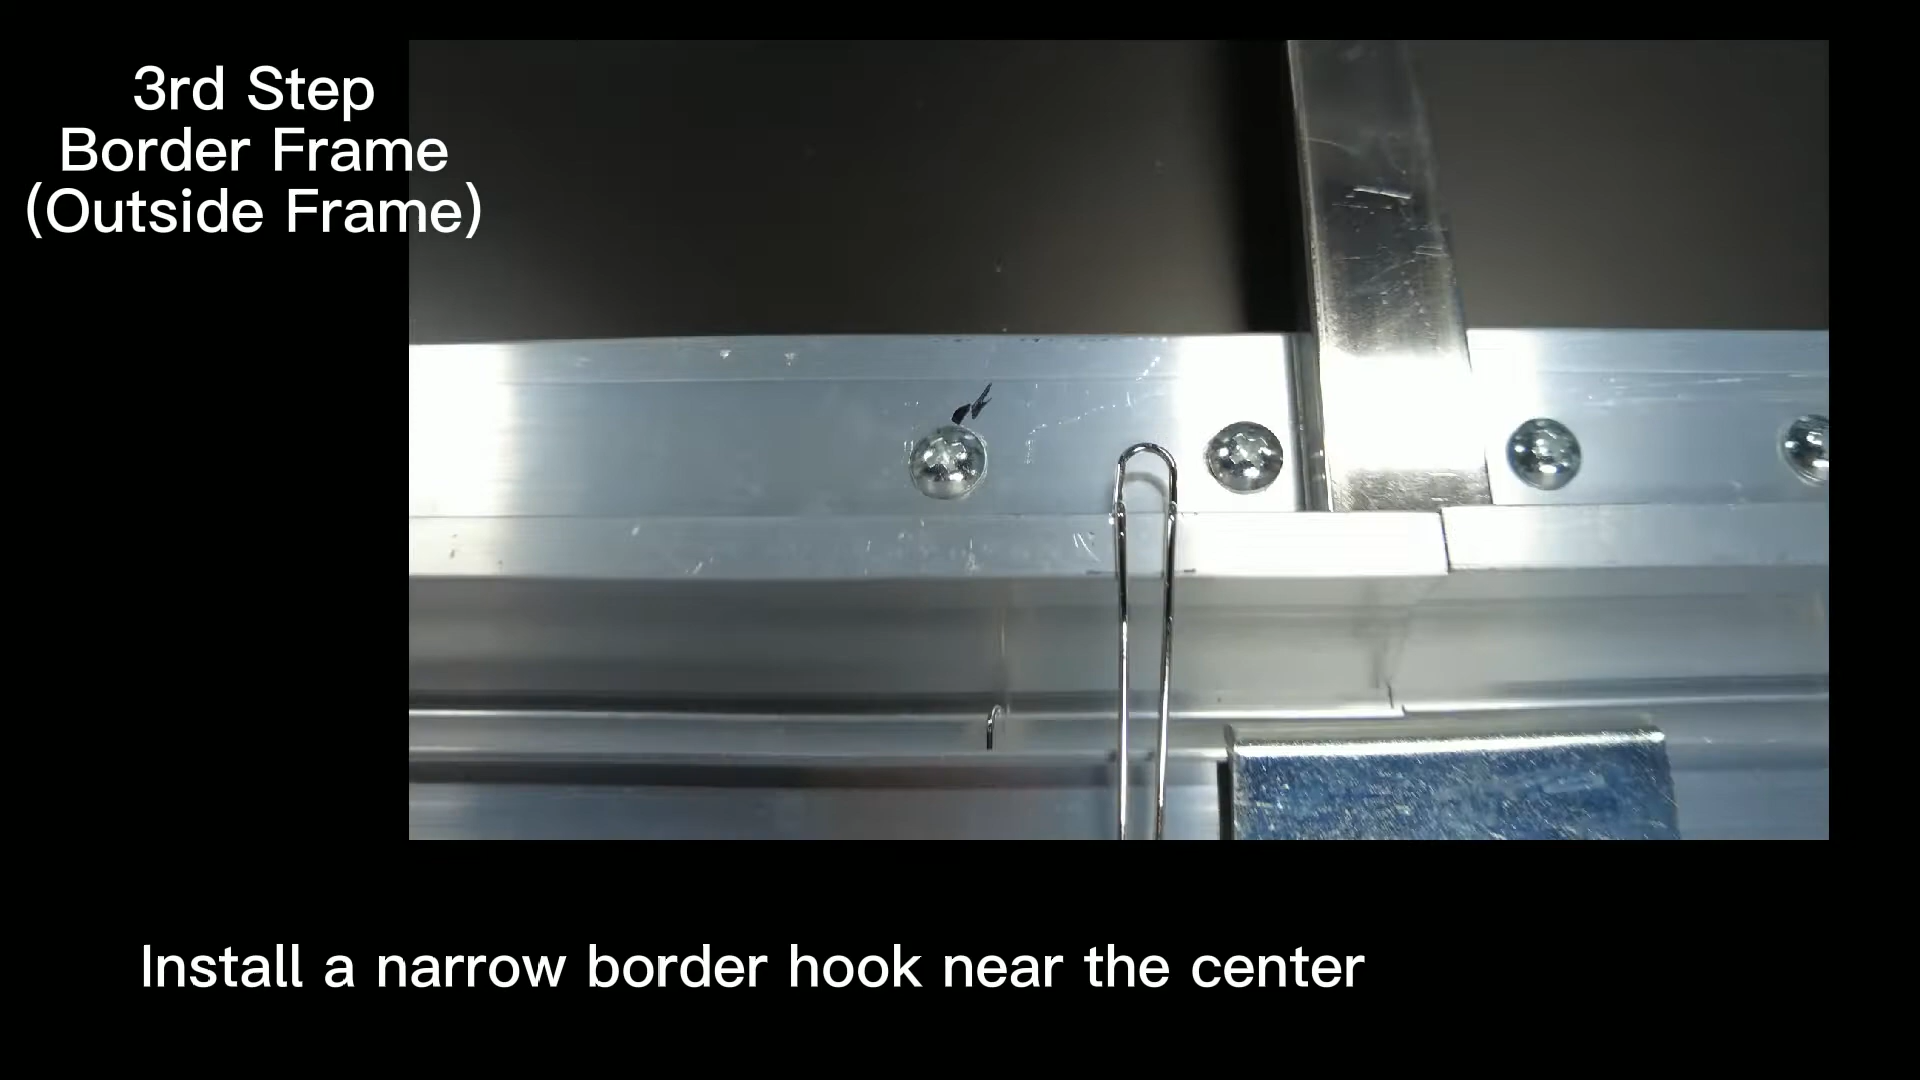 3rd Step
Border Frame
(Outside Frame)
Install a narrow border hook near the center